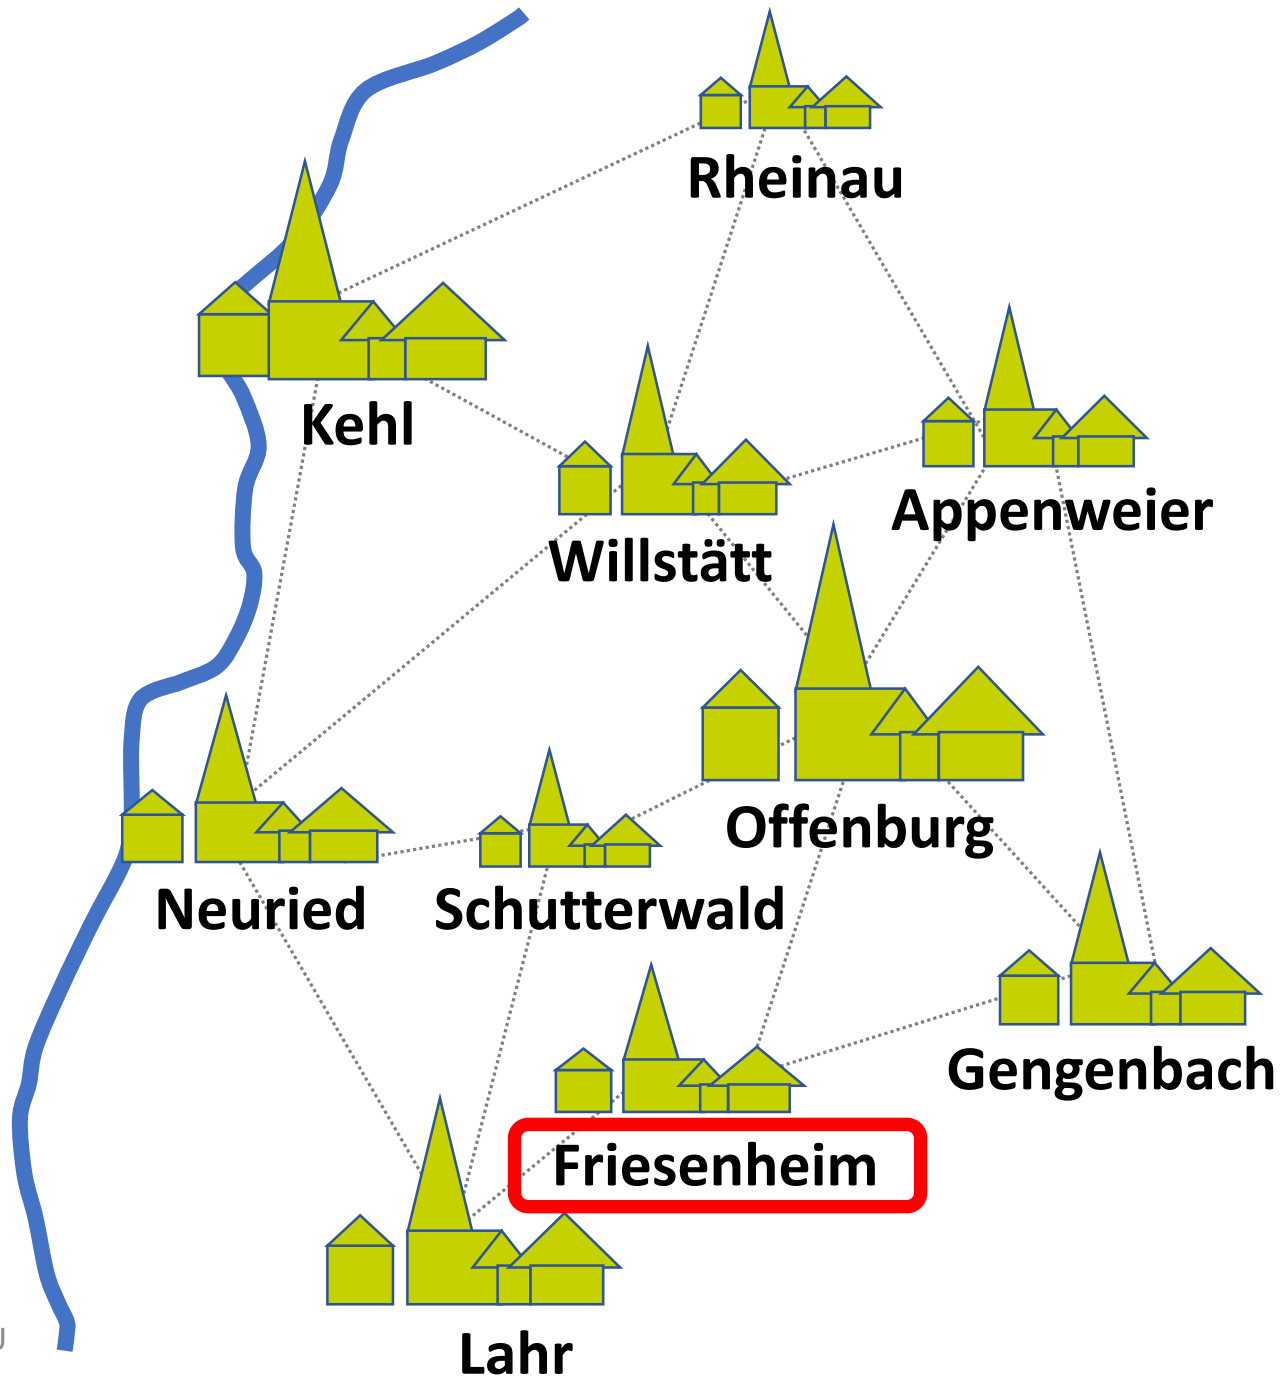 Rheinau
Kehl
Appenweier
Willstätt
Offenburg
Neuried
Schutterwald
Gengenbach
Friesenheim
Lahr